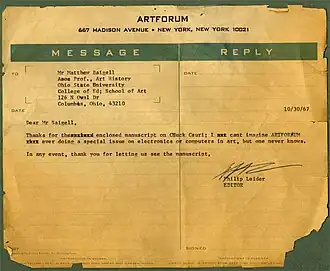 ARTFORUM
667 MADISON AVENUE • NEW YORK, NEW YORK 10021
MESSAGE REPLY
TO DATE
Mr Matthew Baigell
Amos Prof., Art History
Ohio State University
College of Ed; School of Art
126 N Oval Dr
Columbus, Ohio, 43210
10/30/67
Dear Mr Baigell,
Thanks for the enclosed manuscript on Chuck Csuri; I cant imagine ARTFORUM
ever doing a special issue on electronics or computers in art, but one never knows.
In any event, thank you for letting us see the manuscript,
Philip Leider
EDITOR
BY SIGNED